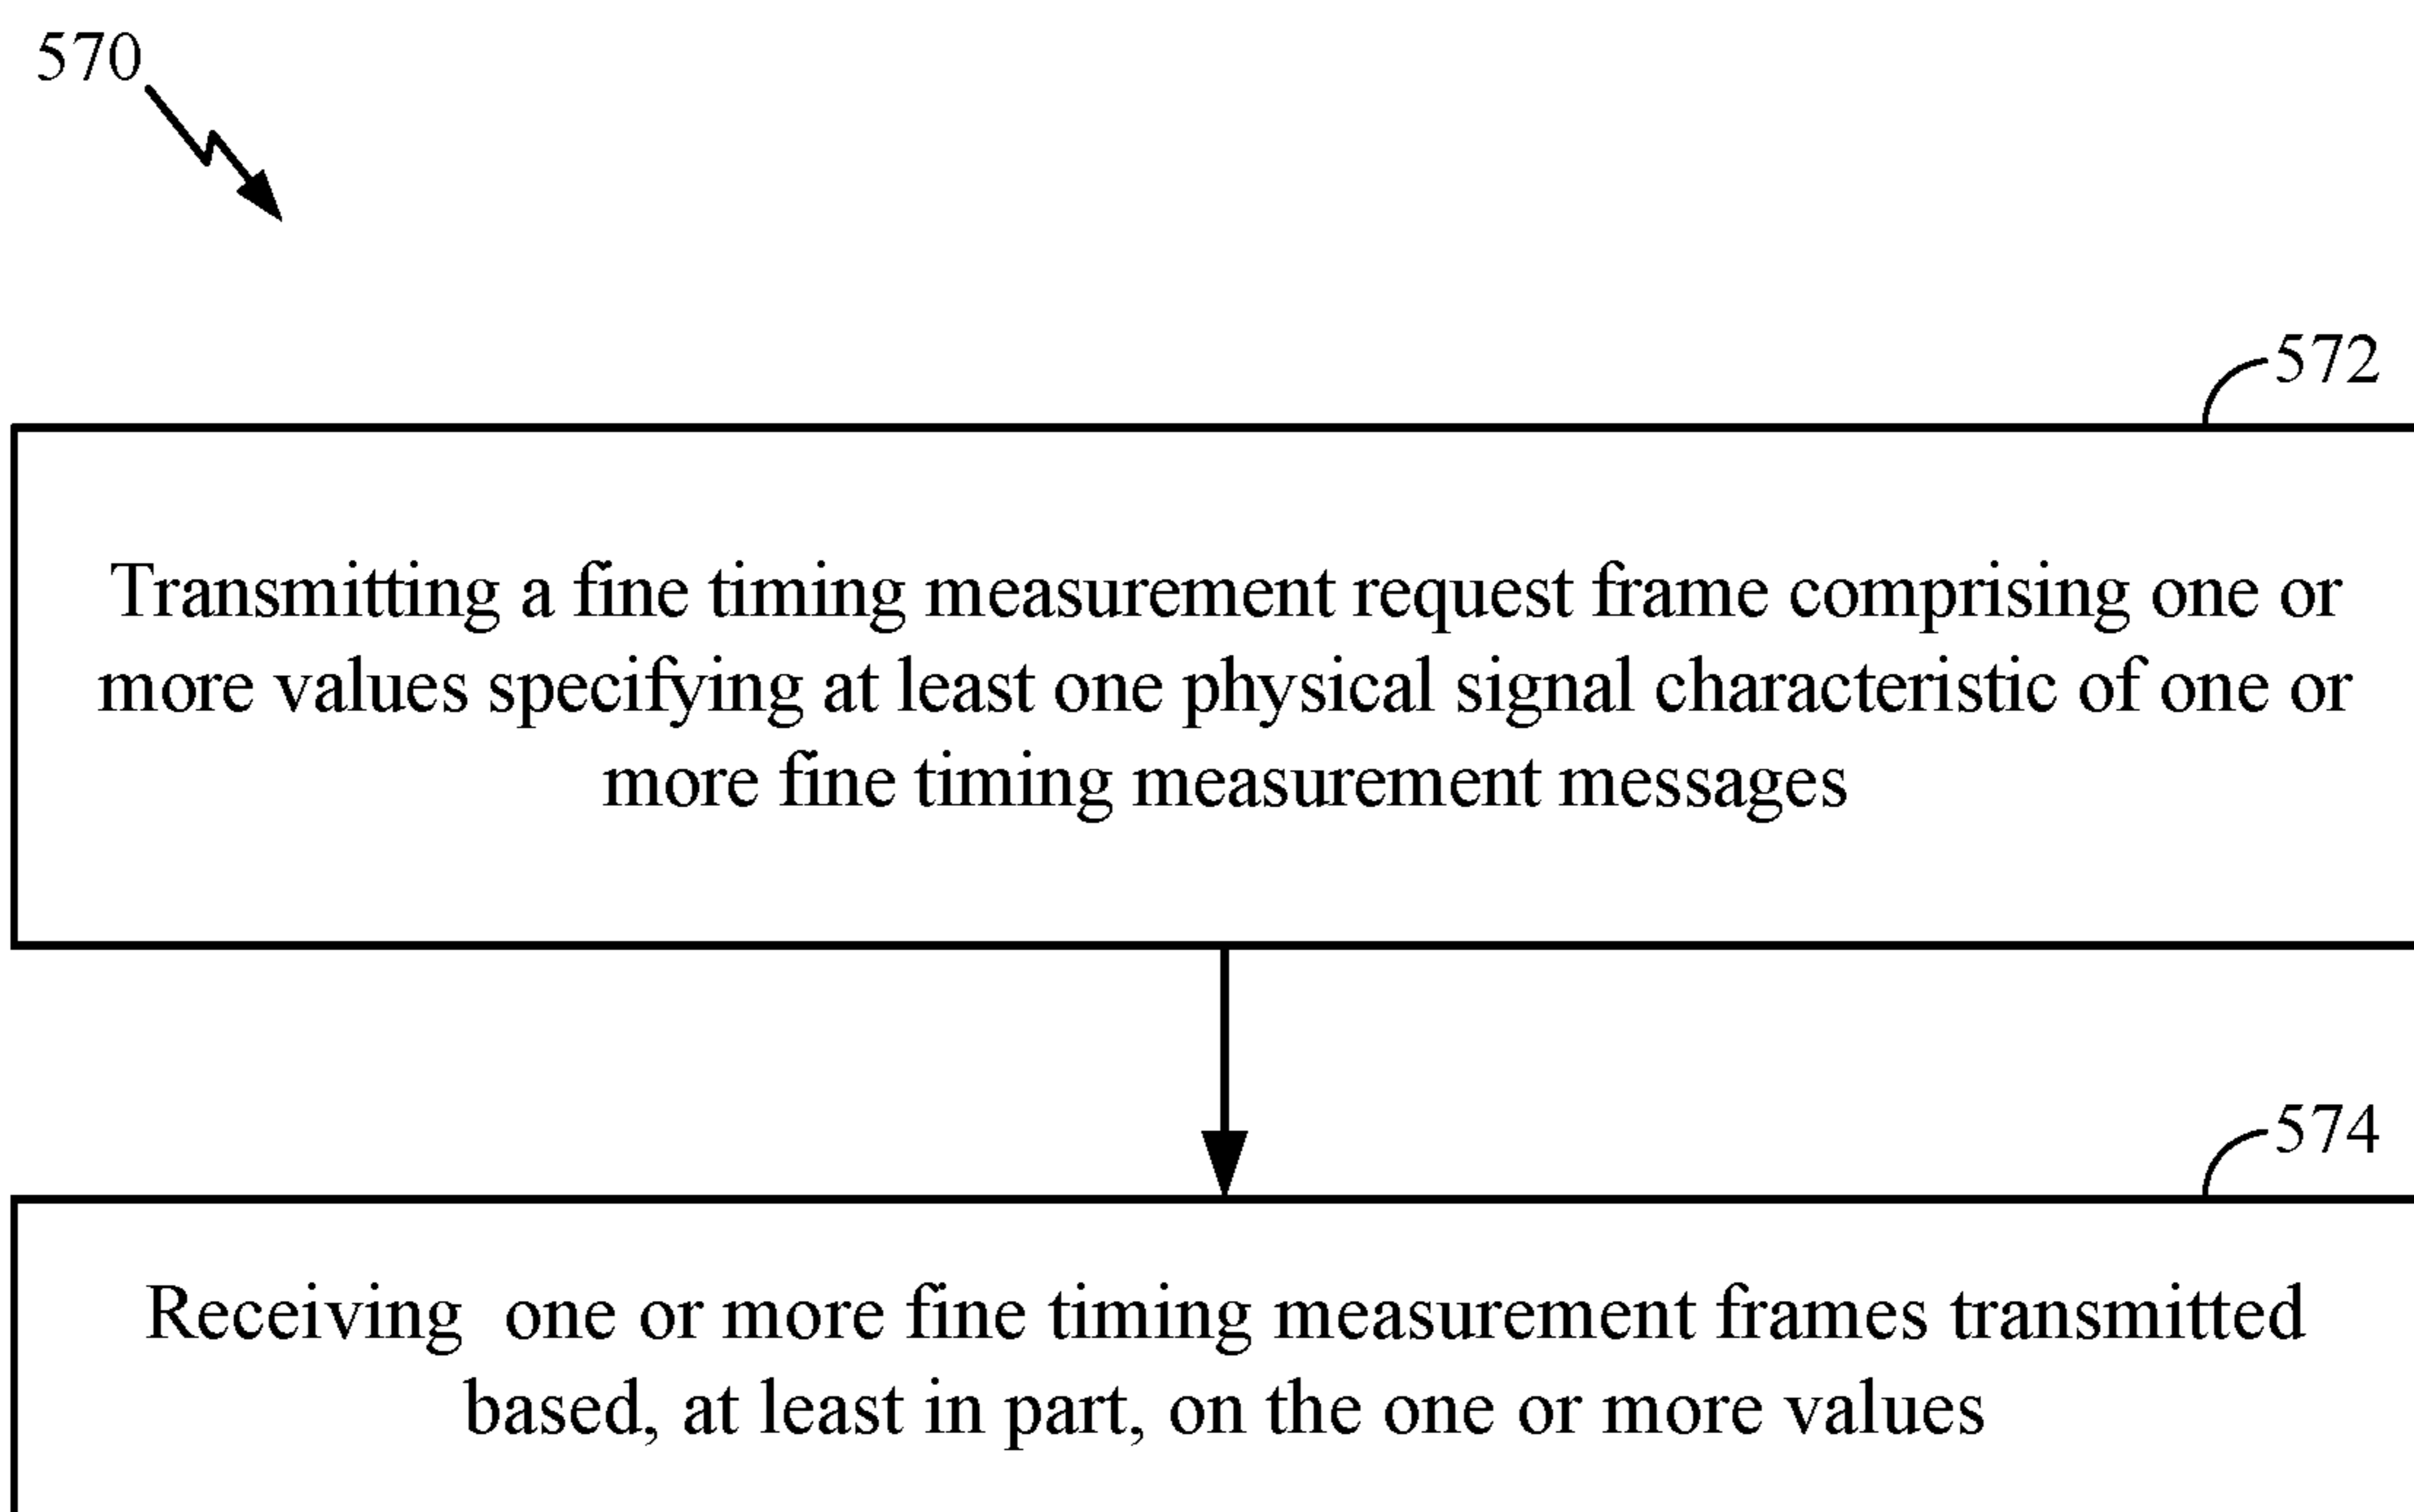 570
572
Transmitting a fine timing measurement request frame comprising one or
more values specifying at least one physical signal characteristic of one or
more fine timing measurement messages
574
Receiving one or more fine timing measurement frames transmitted
based, at least in part, on the one or more values